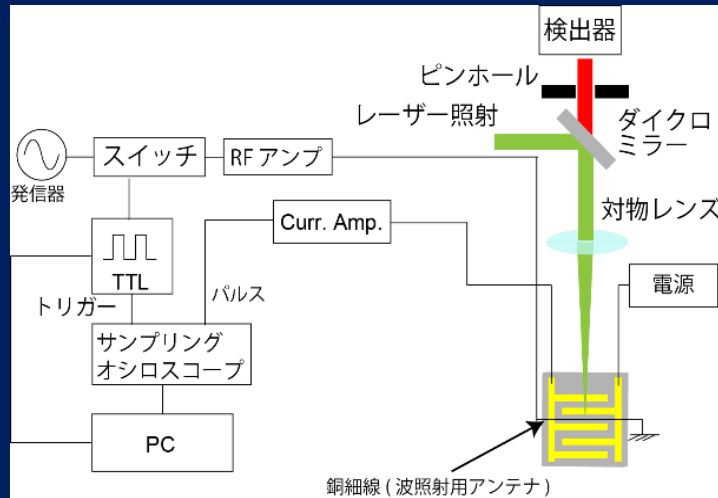 検出器
ピンホール
レーザー照射
ダイクロ
ミラー
スイッチ
RFアンプ
発信器
対物レンズ
Curr. Amp.
TTL
電源
トリガー
パルス
サンプリング
オシロスコープ
PC
銅細線(波照射用アンテナ)